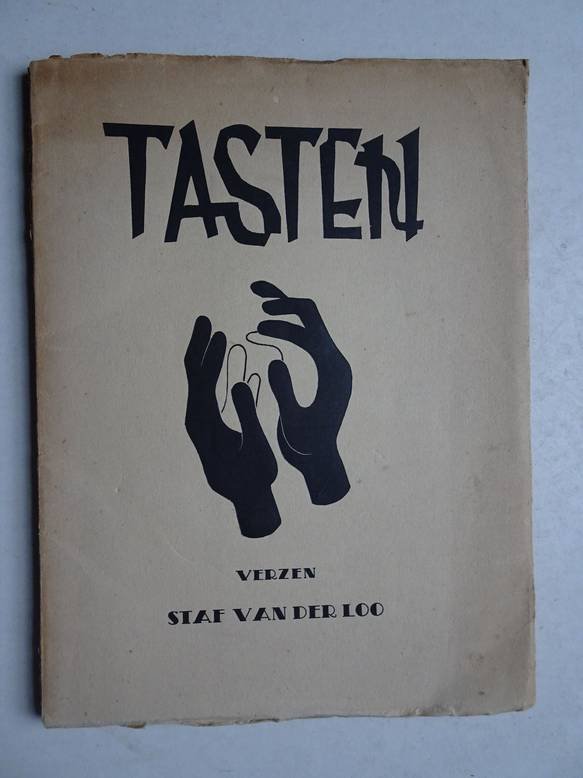 TASTEN
VERZEN
STAF VAN DER LOO